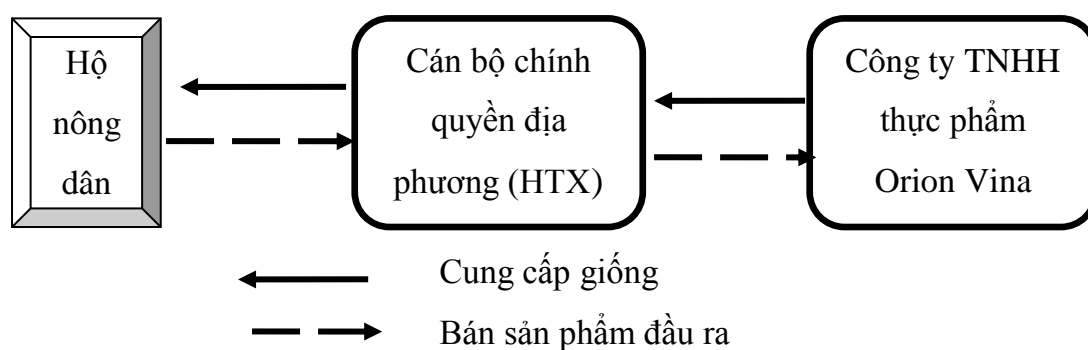 Hộ
nông
dân
Cán bộ chính
quyền địa
phương (HTX)
Công ty TNHH
thực phẩm
Orion Vina
Cung cấp giống
Bán sản phẩm đầu ra